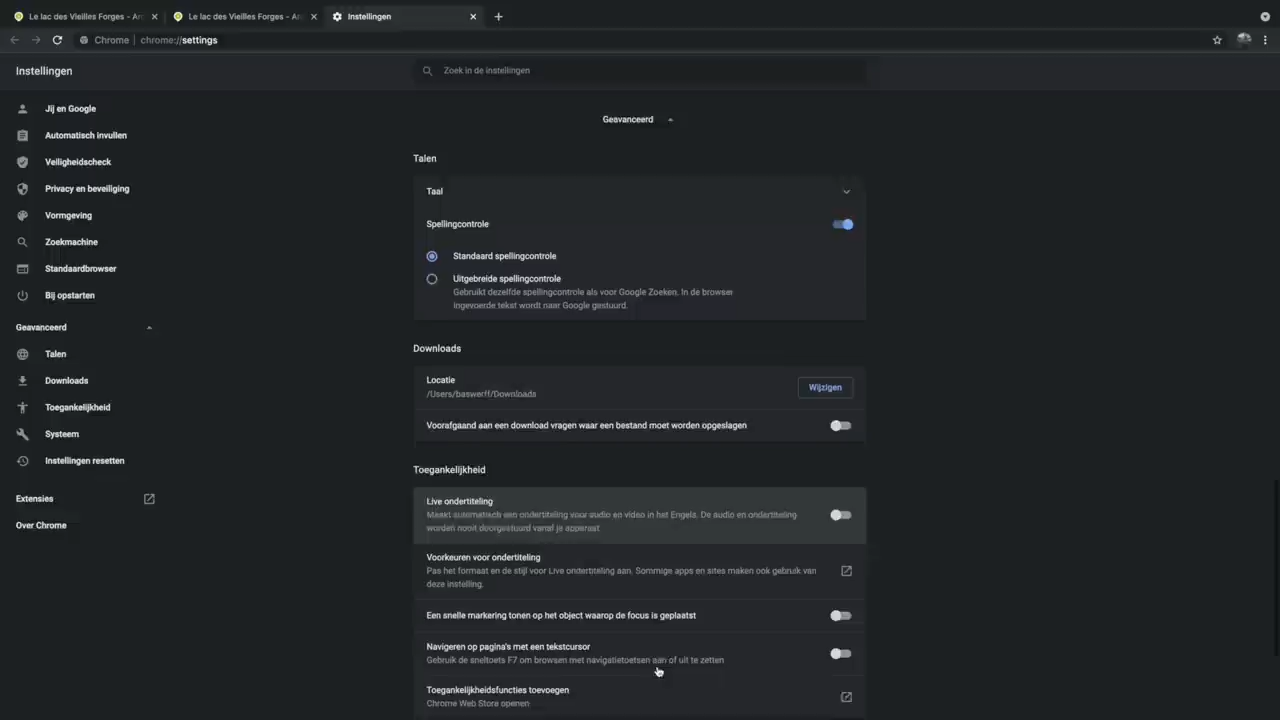 Le lac des Vieilles Forges - Ar
Le lac des Vieilles Forges - Ar
Instellingen
Chrome
chrome://settings
Instellingen
Zoek in de instellingen
Jij en Google
Automatisch invullen
Veiligheidscheck
Privacy en beveiliging
Vormgeving
Zoekmachine
Standaardbrowser
Bij opstarten
Geavanceerd
Talen
Downloads
Toegankelijkheid
Systeem
Instellingen resetten
Extensies
Over Chrome
Geavanceerd
Talen
Taal
Spellingcontrole
Standaard spellingcontrole
Uitgebreide spellingcontrole
Gebruikt dezelfde spellingcontrole als voor Google Zoeken. In de browser
ingevoerde tekst wordt naar Google gestuurd.
Downloads
Locatie
/Users/baswerff/Downloads
Wijzigen
Voorafgaand aan een download vragen waar een bestand moet worden opgeslagen
Toegankelijkheid
Live ondertiteling
Maakt automatisch een ondertiteling voor audio en video in het Engels. De audio en ondertiteling
worden nooit doorgestuurd vanaf je apparaat
Voorkeuren voor ondertiteling
Pas het formaat en de stijl voor Live ondertiteling aan. Sommige apps en sites maken ook gebruik van
deze instelling.
Een snelle markering tonen op het object waarop de focus is geplaatst
Navigeren op pagina's met een tekstcursor
Gebruik de sneltoets F7 om browsen met navigatietoetsen aan of uit te zetten
Toegankelijkheidsfuncties toevoegen
Chrome Web Store openen